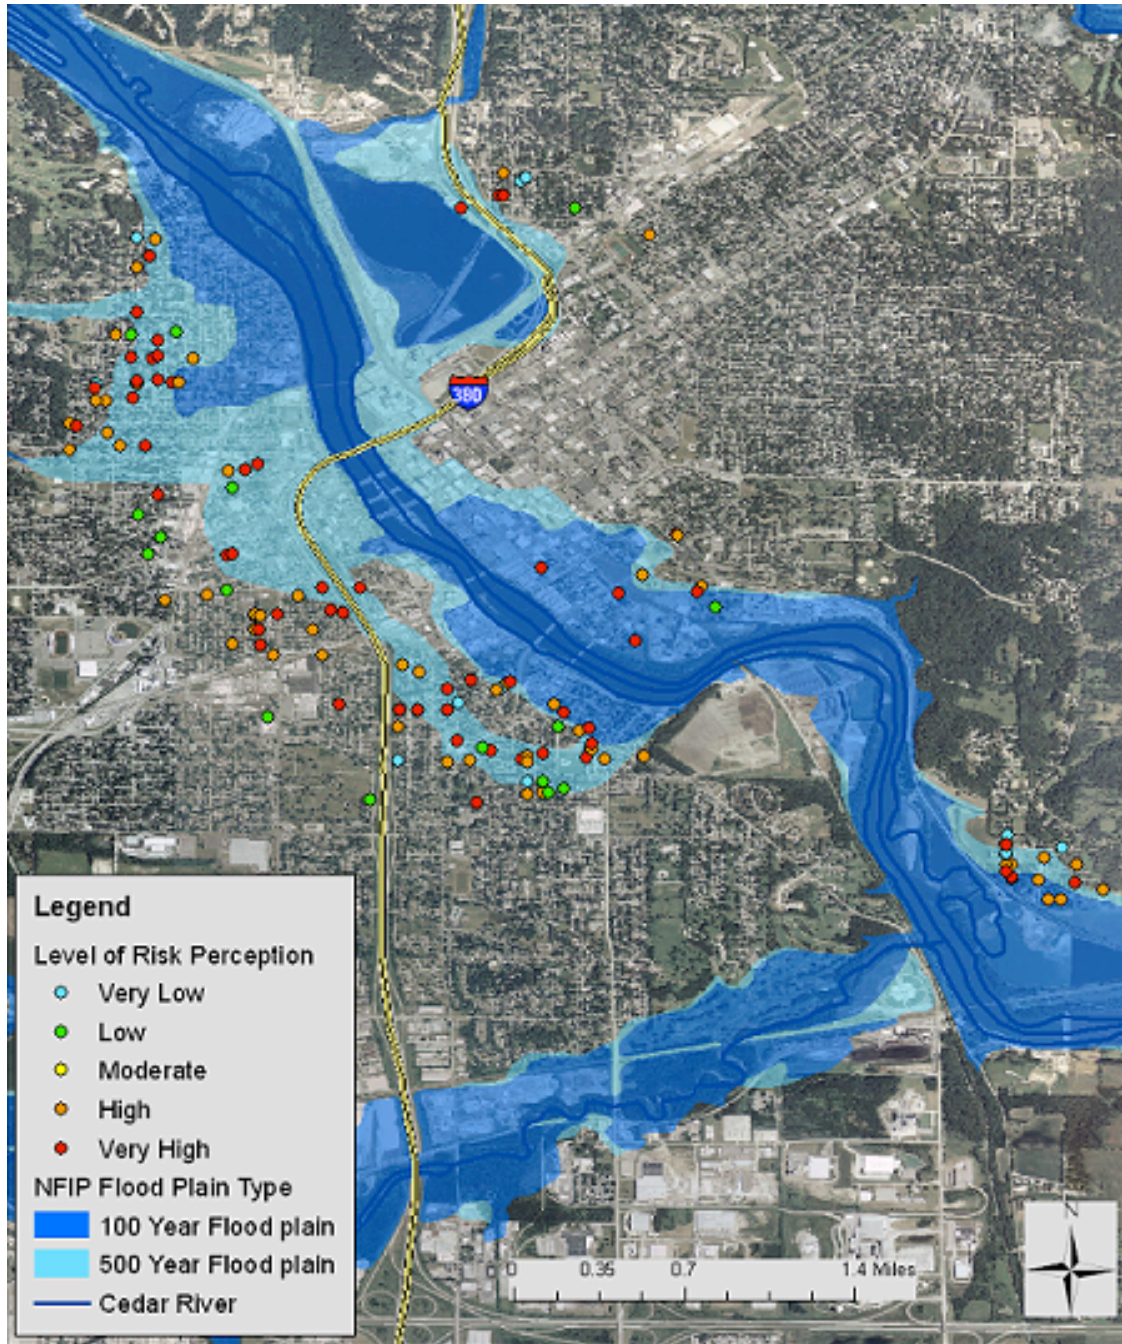 380
Legend
Level of Risk Perception
Very Low
Low
Moderate
High
Very High
NFIP Flood Plain Type
100 Year Flood plain
500 Year Flood plain
Cedar River
0 0.35 0.7 1.4 Miles
N